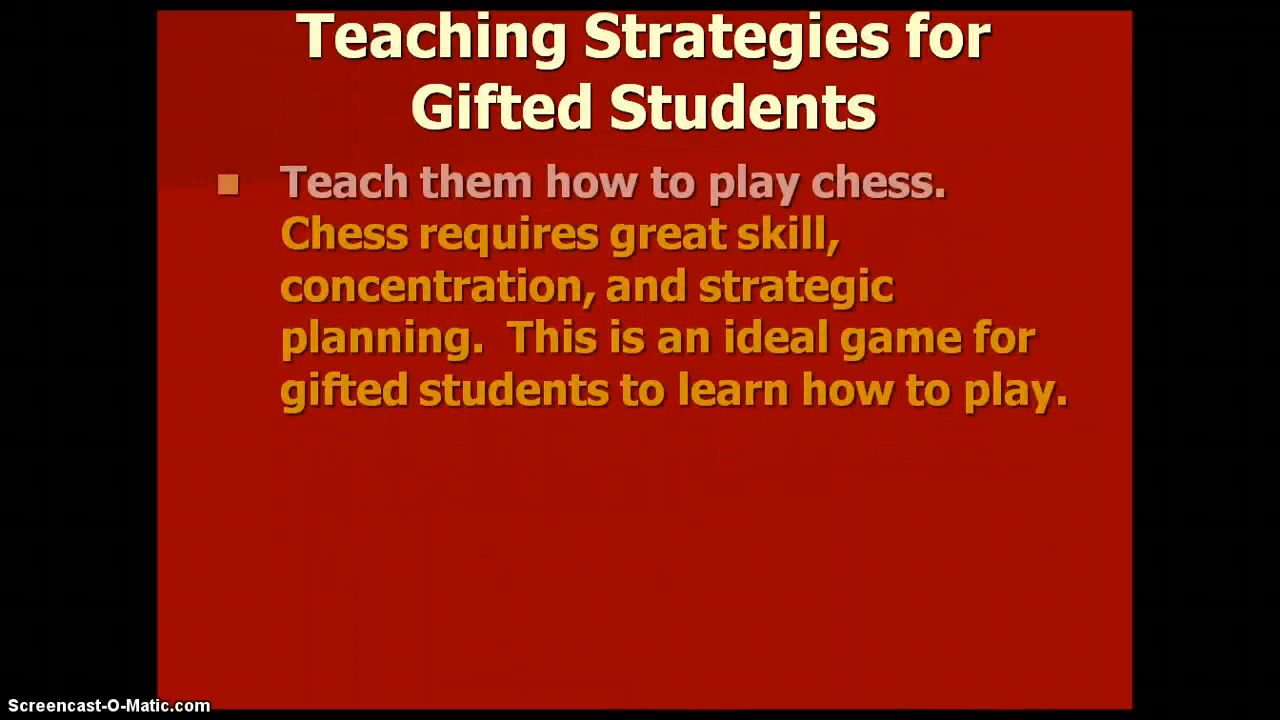 Teaching Strategies for
Gifted Students
Teach them how to play chess.
Chess requires great skill,
concentration, and strategic
planning. This is an ideal game for
gifted students to learn how to play.
Screencast-O-Matic.com